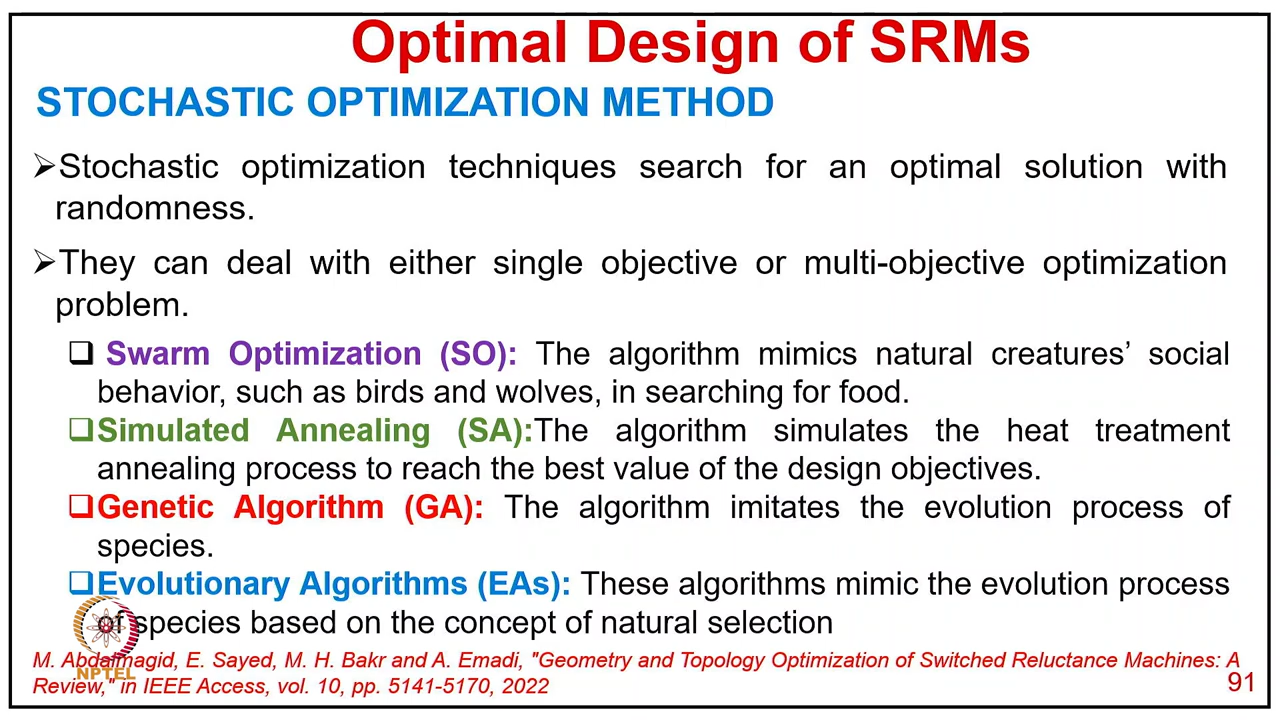 Optimal Design of SRMs
STOCHASTIC OPTIMIZATION METHOD
➢Stochastic optimization techniques search for an optimal solution with
randomness.
➢They can deal with either single objective or multi-objective optimization
problem.
❑ Swarm Optimization (SO): The algorithm mimics natural creatures’ social
behavior, such as birds and wolves, in searching for food.
❑Simulated Annealing (SA):The algorithm simulates the heat treatment
annealing process to reach the best value of the design objectives.
❑Genetic Algorithm (GA): The algorithm imitates the evolution process of
species.
❑Evolutionary Algorithms (EAs): These algorithms mimic the evolution process
of species based on the concept of natural selection
M. Abdalmagid, E. Sayed, M. H. Bakr and A. Emadi, "Geometry and Topology Optimization of Switched Reluctance Machines: A
Review," in IEEE Access, vol. 10, pp. 5141-5170, 2022
NPTEL
91